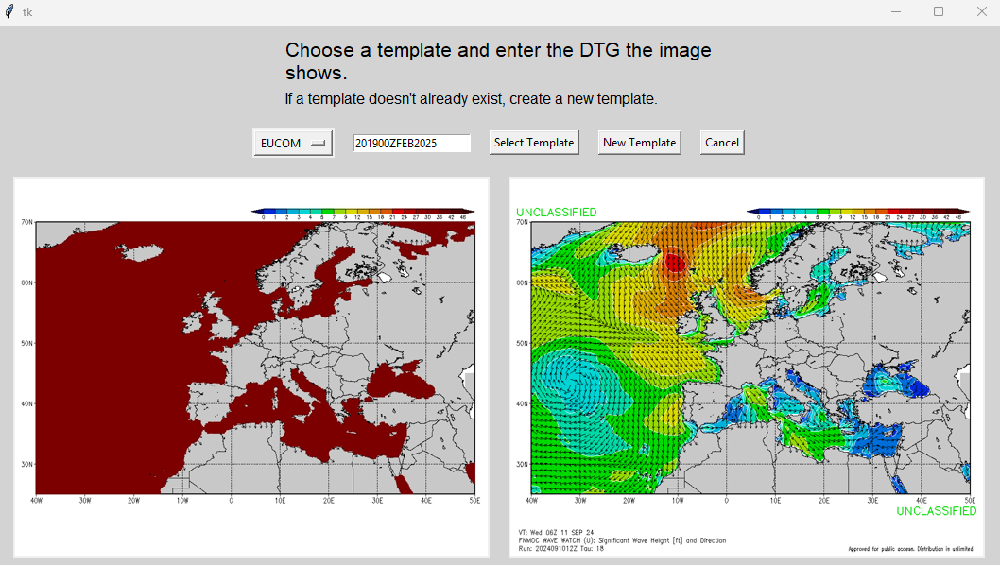 tk
Choose a template and enter the DTG the image
shows.
If a template doesn't already exist, create a new template.
EUCOM
201900ZFEB2025
Select Template
New Template
Cancel
0 1 2 3 4 5 6 7 8 9 12 15 18 21 24 27 30 36 42 48
70N
60N
50N
40N
30N
40W 30W 20W 10W 0 10E 20E 30E 40E 50E
UNCLASSIFIED
0 1 2 3 4 5 6 7 8 9 12 15 18 21 24 27 30 36 42 48
70N
60N
50N
40N
30N
40W 30W 20W 10W 0 10E 20E 30E 40E 50E
UNCLASSIFIED
VT: Wed 06Z 11 SEP 24
FNMOC WAVE WATCH (U): Significant Wave Height [ft] and Direction
Run: 2024091012Z Tau: 18
Approved for public access. Distribution is unlimited.